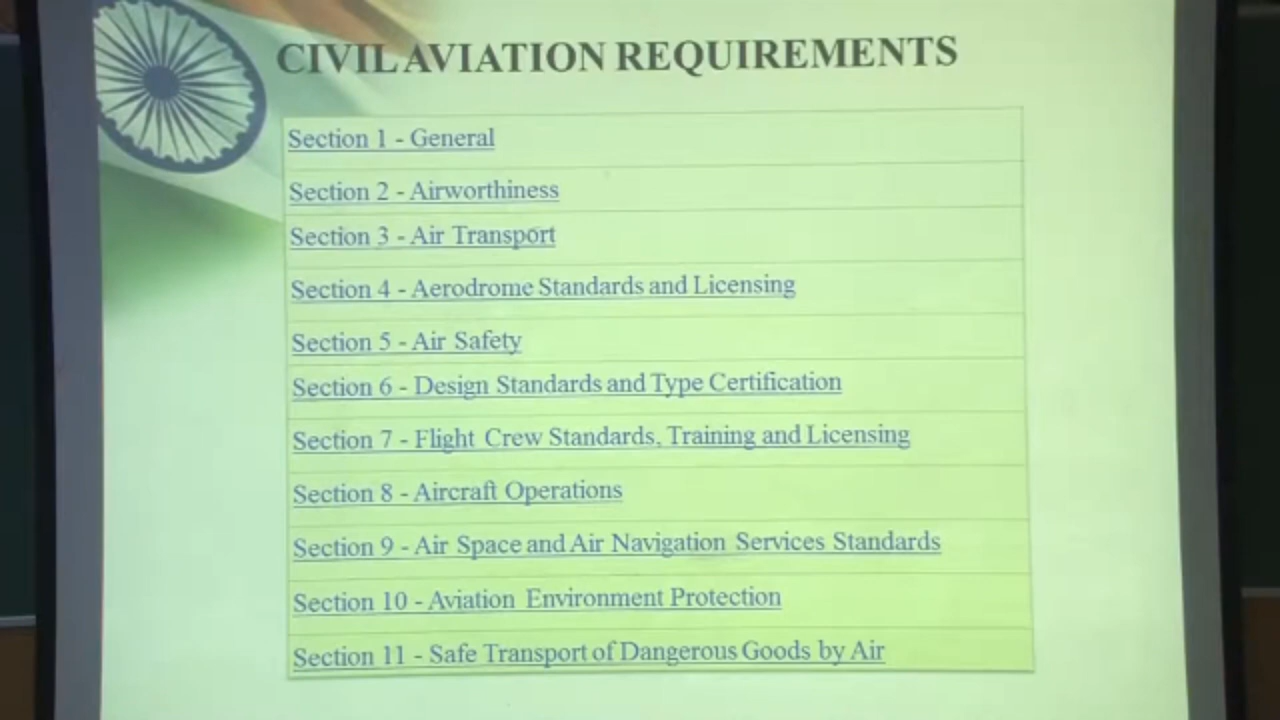 CIVIL AVIATION REQUIREMENTS
Section 1 - General
Section 2 - Airworthiness
Section 3 - Air Transport
Section 4 - Aerodrome Standards and Licensing
Section 5 - Air Safety
Section 6 - Design Standards and Type Certification
Section 7 - Flight Crew Standards, Training and Licensing
Section 8 - Aircraft Operations
Section 9 - Air Space and Air Navigation Services Standards
Section 10 - Aviation Environment Protection
Section 11 - Safe Transport of Dangerous Goods by Air